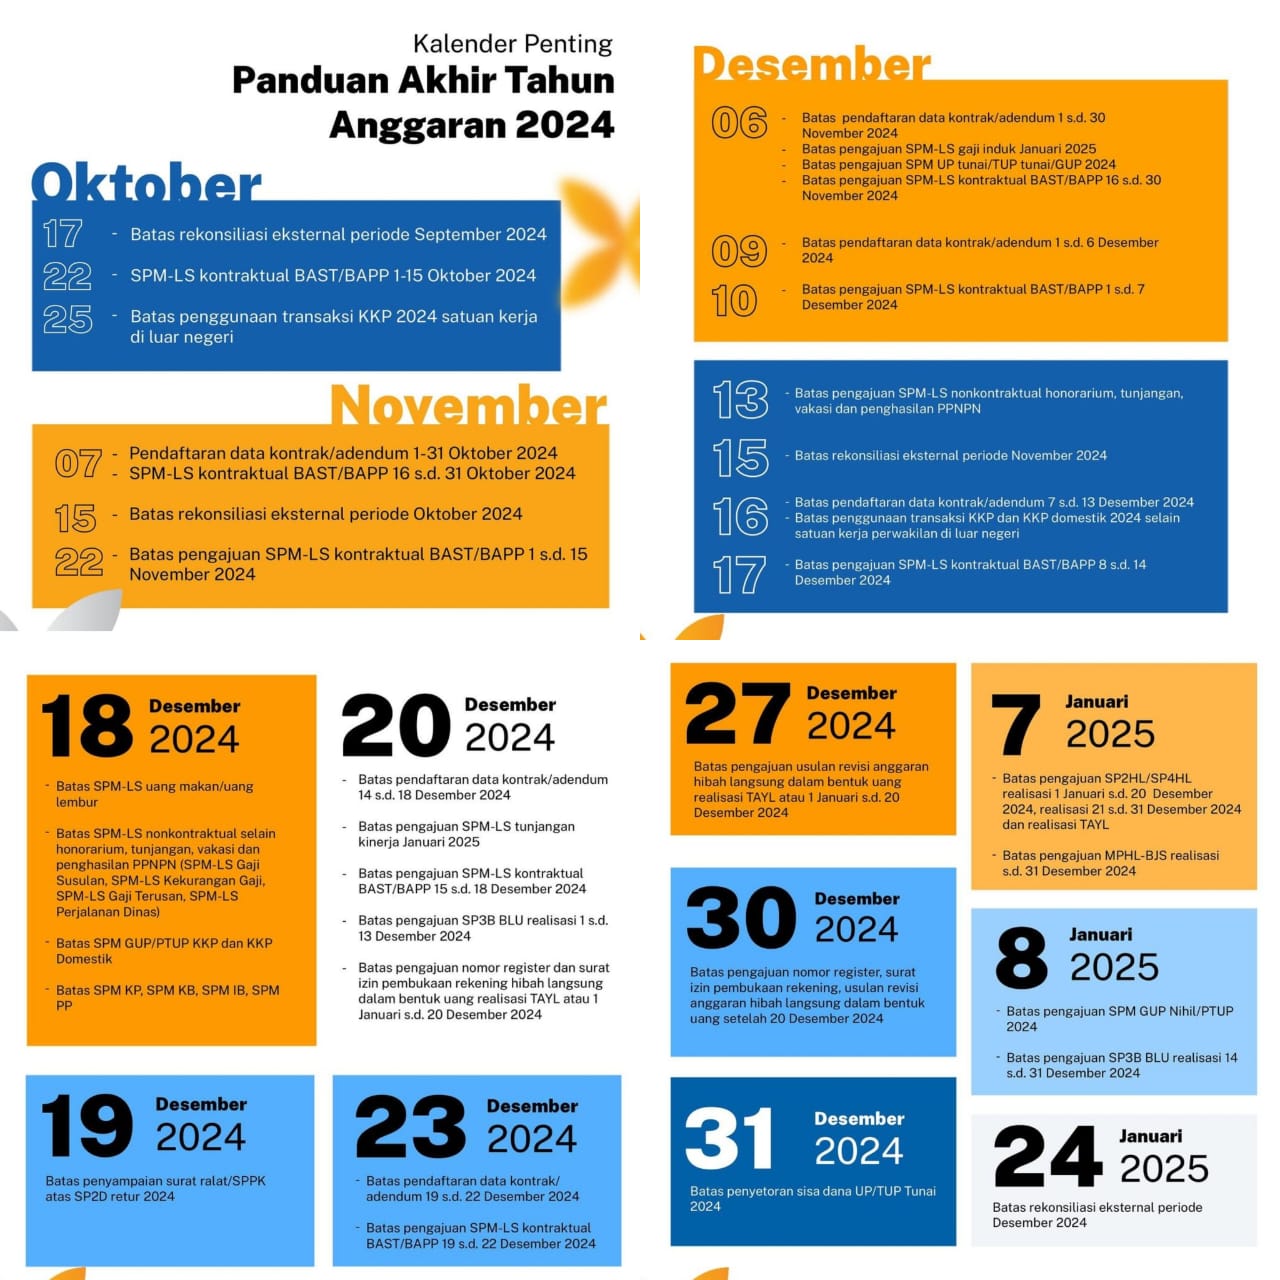 Kalender Penting
Panduan Akhir Tahun
Anggaran 2024
Oktober
17
- Batas rekonsiliasi eksternal periode September 2024
22
- SPM-LS kontraktual BAST/BAPP 1-15 Oktober 2024
25
- Batas penggunaan transaksi KKP 2024 satuan kerja
di luar negeri
November
07
- Pendaftaran data kontrak/adendum 1-31 Oktober 2024
- SPM-LS kontraktual BAST/BAPP 16 s.d. 31 Oktober 2024
15
- Batas rekonsiliasi eksternal periode Oktober 2024
22
- Batas pengajuan SPM-LS kontraktual BAST/BAPP 1 s.d. 15
November 2024
Desember
06
- Batas pendaftaran data kontrak/adendum 1 s.d. 30
November 2024
- Batas pengajuan SPM-LS gaji induk Januari 2025
- Batas pengajuan SPM UP tunai/TUP tunai/GUP 2024
- Batas pengajuan SPM-LS kontraktual BAST/BAPP 16 s.d. 30
November 2024
09
- Batas pendaftaran data kontrak/adendum 1 s.d. 6 Desember
2024
10
- Batas pengajuan SPM-LS kontraktual BAST/BAPP 1 s.d. 7
Desember 2024
13
- Batas pengajuan SPM-LS nonkontraktual honorarium, tunjangan,
vakasi dan penghasilan PPNPN
15
- Batas rekonsiliasi eksternal periode November 2024
16
- Batas pendaftaran data kontrak/adendum 7 s.d. 13 Desember 2024
- Batas penggunaan transaksi KKP dan KKP domestik 2024 selain
satuan kerja perwakilan di luar negeri
17
- Batas pengajuan SPM-LS kontraktual BAST/BAPP 8 s.d. 14
Desember 2024
18 Desember
2024
- Batas SPM-LS uang makan/uang
lembur
- Batas SPM-LS nonkontraktual selain
honorarium, tunjangan, vakasi dan
penghasilan PPNPN (SPM-LS Gaji
Susulan, SPM-LS Kekurangan Gaji,
SPM-LS Gaji Terusan, SPM-LS
Perjalanan Dinas)
- Batas SPM GUP/PTUP KKP dan KKP
Domestik
- Batas SPM KP, SPM KB, SPM IB, SPM
PP
20 Desember
2024
- Batas pendaftaran data kontrak/adendum
14 s.d. 18 Desember 2024
- Batas pengajuan SPM-LS tunjangan
kinerja Januari 2025
- Batas pengajuan SPM-LS kontraktual
BAST/BAPP 15 s.d. 18 Desember 2024
- Batas pengajuan SP3B BLU realisasi 1 s.d.
13 Desember 2024
- Batas pengajuan nomor register dan surat
izin pembukaan rekening hibah langsung
dalam bentuk uang realisasi TAYL atau 1
Januari s.d. 20 Desember 2024
19 Desember
2024
Batas penyampaian surat ralat/SPPK
atas SP2D retur 2024
23 Desember
2024
- Batas pendaftaran data kontrak/
adendum 19 s.d. 22 Desember 2024
- Batas pengajuan SPM-LS kontraktual
BAST/BAPP 19 s.d. 22 Desember 2024
27 Desember
2024
Batas pengajuan usulan revisi anggaran
hibah langsung dalam bentuk uang
realisasi TAYL atau 1 Januari s.d. 20
Desember 2024
30 Desember
2024
Batas pengajuan nomor register, surat
izin pembukaan rekening, usulan revisi
anggaran hibah langsung dalam bentuk
uang setelah 20 Desember 2024
31 Desember
2024
Batas penyetoran sisa dana UP/TUP Tunai
2024
7 Januari
2025
- Batas pengajuan SP2HL/SP4HL
realisasi 1 Januari s.d. 20 Desember
2024, realisasi 21 s.d. 31 Desember 2024
dan realisasi TAYL
- Batas pengajuan MPHL-BJS realisasi
s.d. 31 Desember 2024
8 Januari
2025
- Batas pengajuan SPM GUP Nihil/PTUP
2024
- Batas pengajuan SP3B BLU realisasi 14
s.d. 31 Desember 2024
24 Januari
2025
Batas rekonsiliasi eksternal periode
Desember 2024